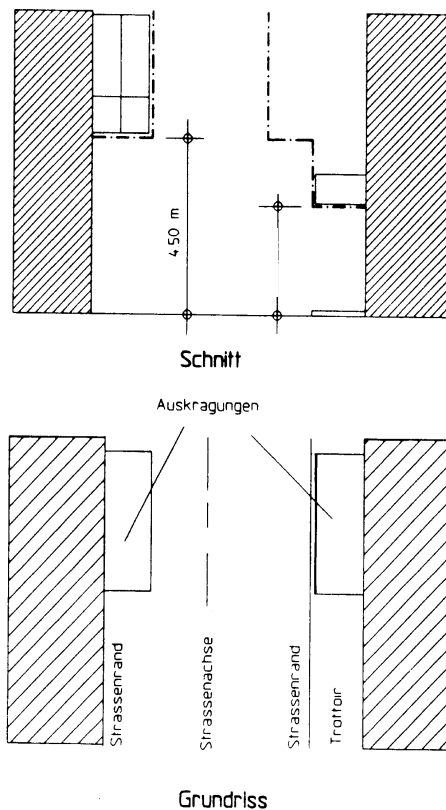 4.50 m
Schnitt
Auskragungen
Strassenrand
Strassenachse
Strassenrand
Trottoir
Grundriss